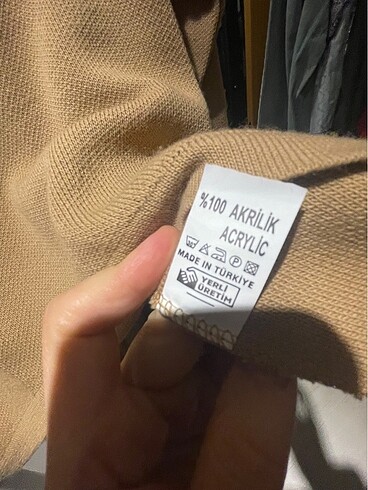 %100 AKRİLİK
ACRYLIC
P
MADE IN TÜRKİYE
YERLİ
ÜRETİM